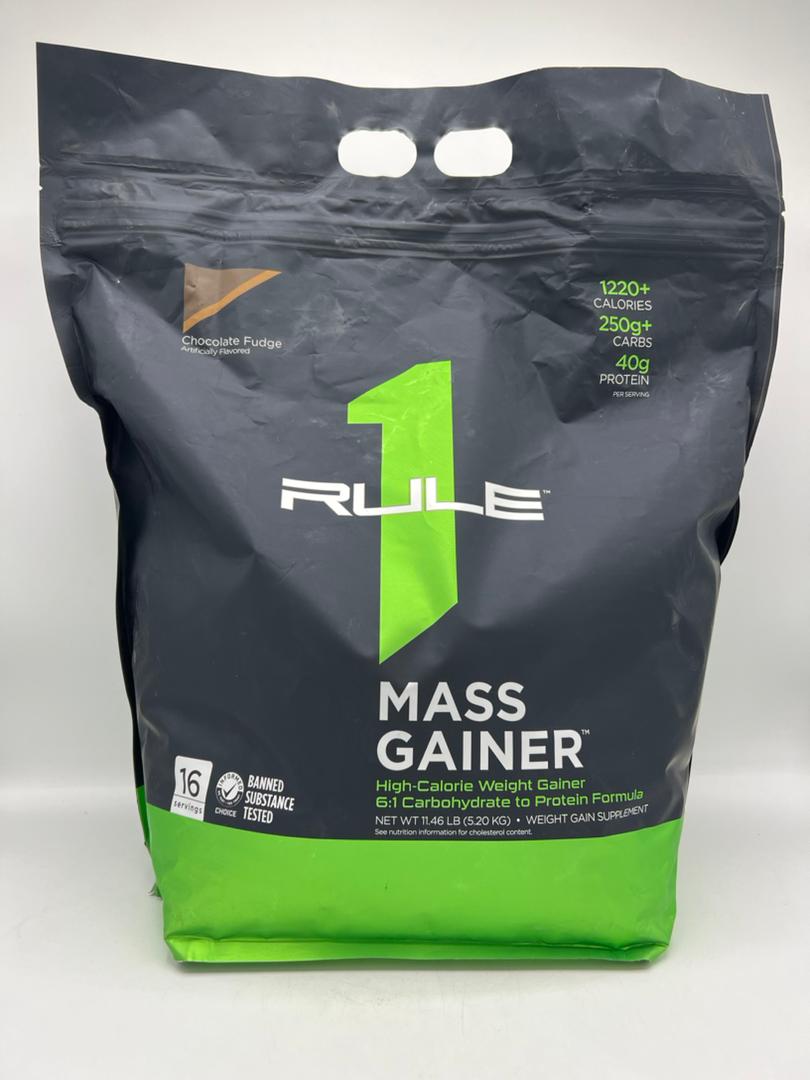 Chocolate Fudge
Artificially Flavored
1220+
CALORIES
250g+
CARBS
40g
PROTEIN
PER SERVING
1
RULE™
MASS
GAINER™
High-Calorie Weight Gainer
6:1 Carbohydrate to Protein Formula
NET WT 11.46 LB (5.20 KG) • WEIGHT GAIN SUPPLEMENT
See nutrition information for cholesterol content.
16
servings
INFORMED
CHOICE
BANNED
SUBSTANCE
TESTED